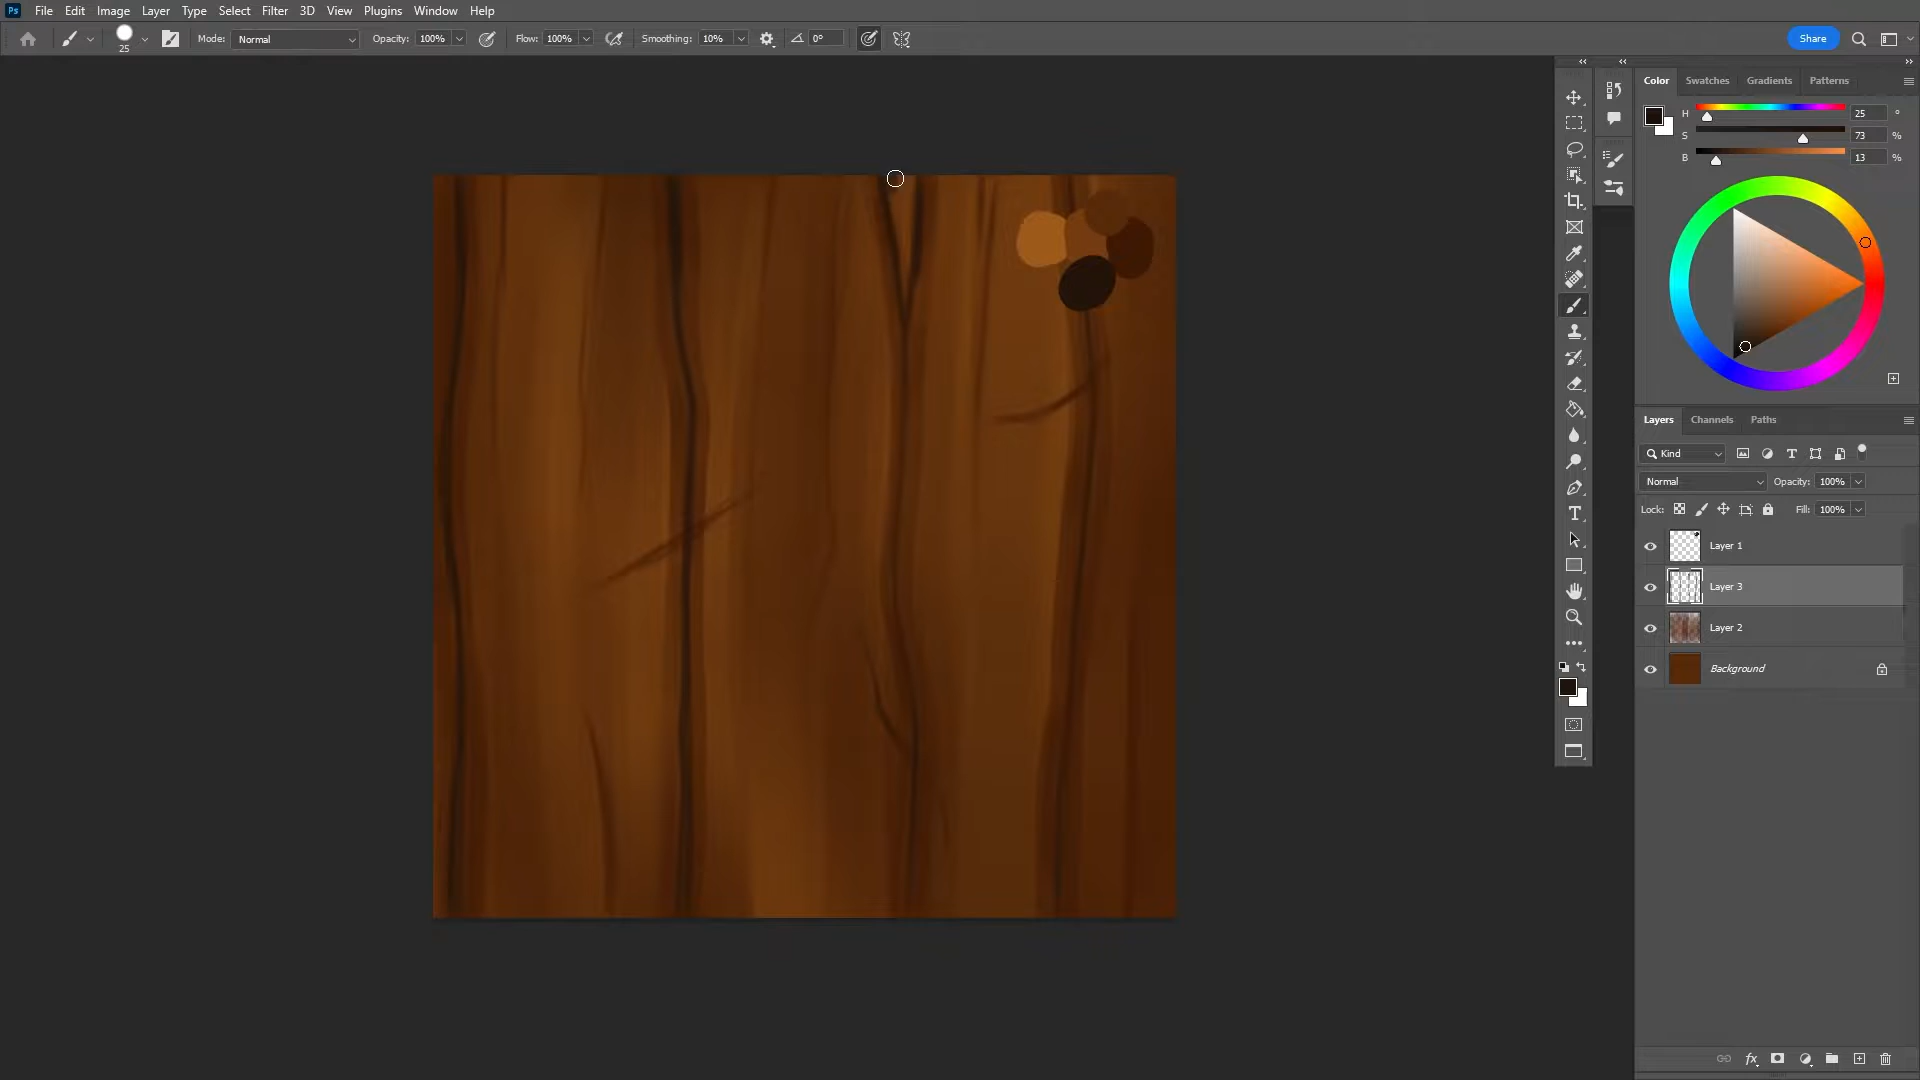 Ps File Edit Image Layer Type Select Filter 3D View Plugins Window Help
25 Mode: Normal Opacity: 100% Flow: 100% Smoothing: 10% 0° Share
Color Swatches Gradients Patterns
H 25 °
S 73 %
B 13 %
Layers Channels Paths
Kind
Normal Opacity: 100%
Lock: Fill: 100%
Layer 1
Layer 3
Layer 2
Background
fx